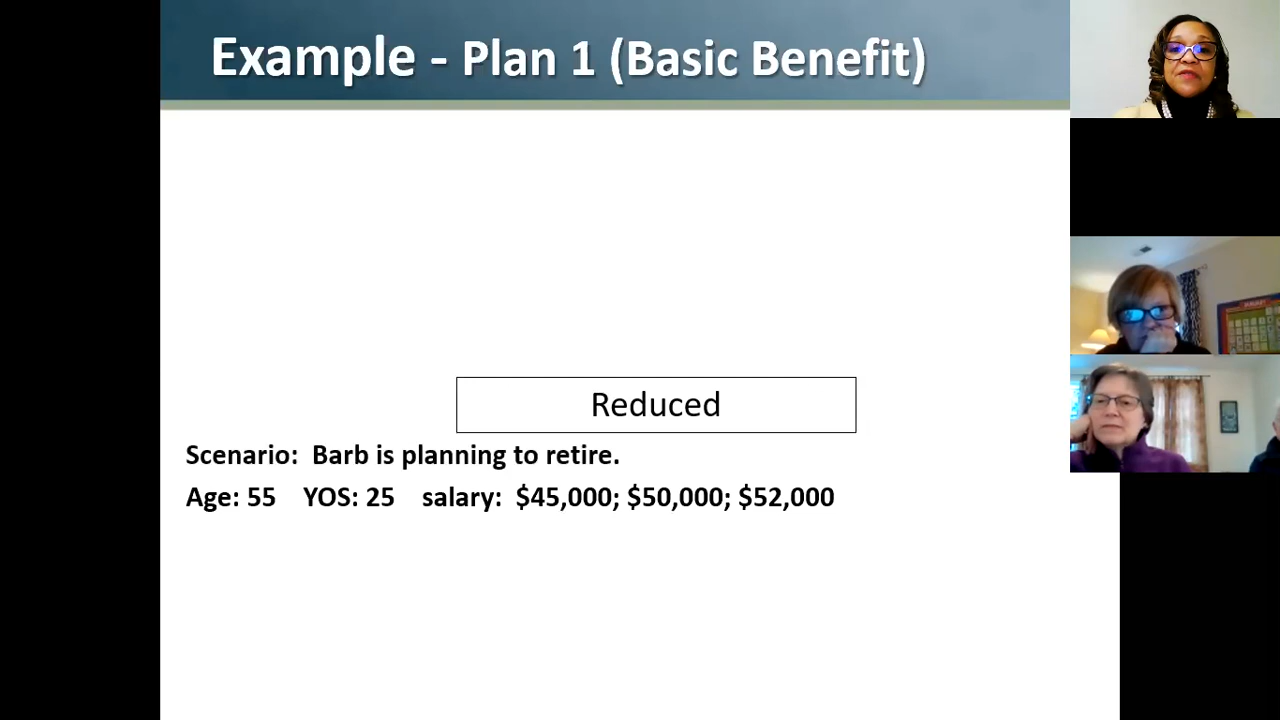 Example - Plan 1 (Basic Benefit)
Reduced
Scenario:  Barb is planning to retire.
Age: 55    YOS: 25    salary:  $45,000; $50,000; $52,000